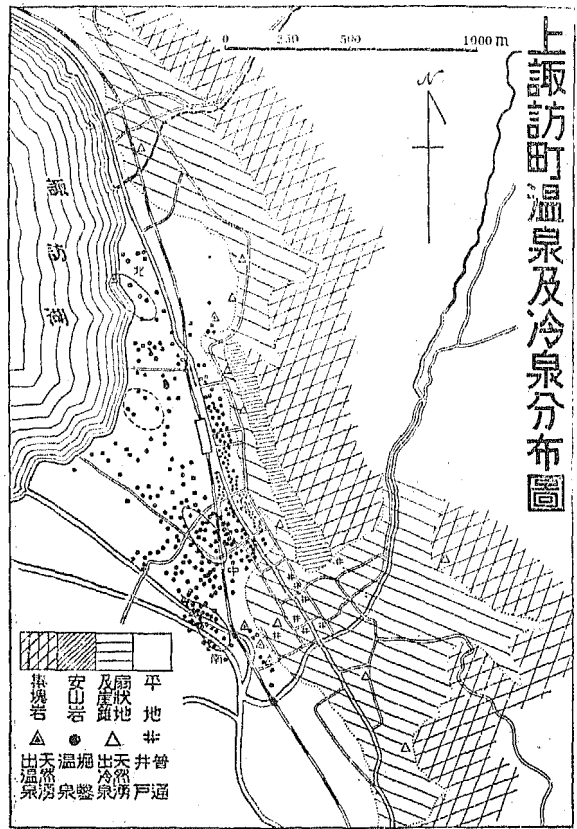 上諏訪町温泉及冷泉分布圖
0 250 500 1000 m
N
諏訪湖
北
中
南
平地
扇狀地
及崖錐
安山岩
集塊岩
普通
井戸
天然湧
出冷泉
掘鑿
温泉
天然湧
出温泉